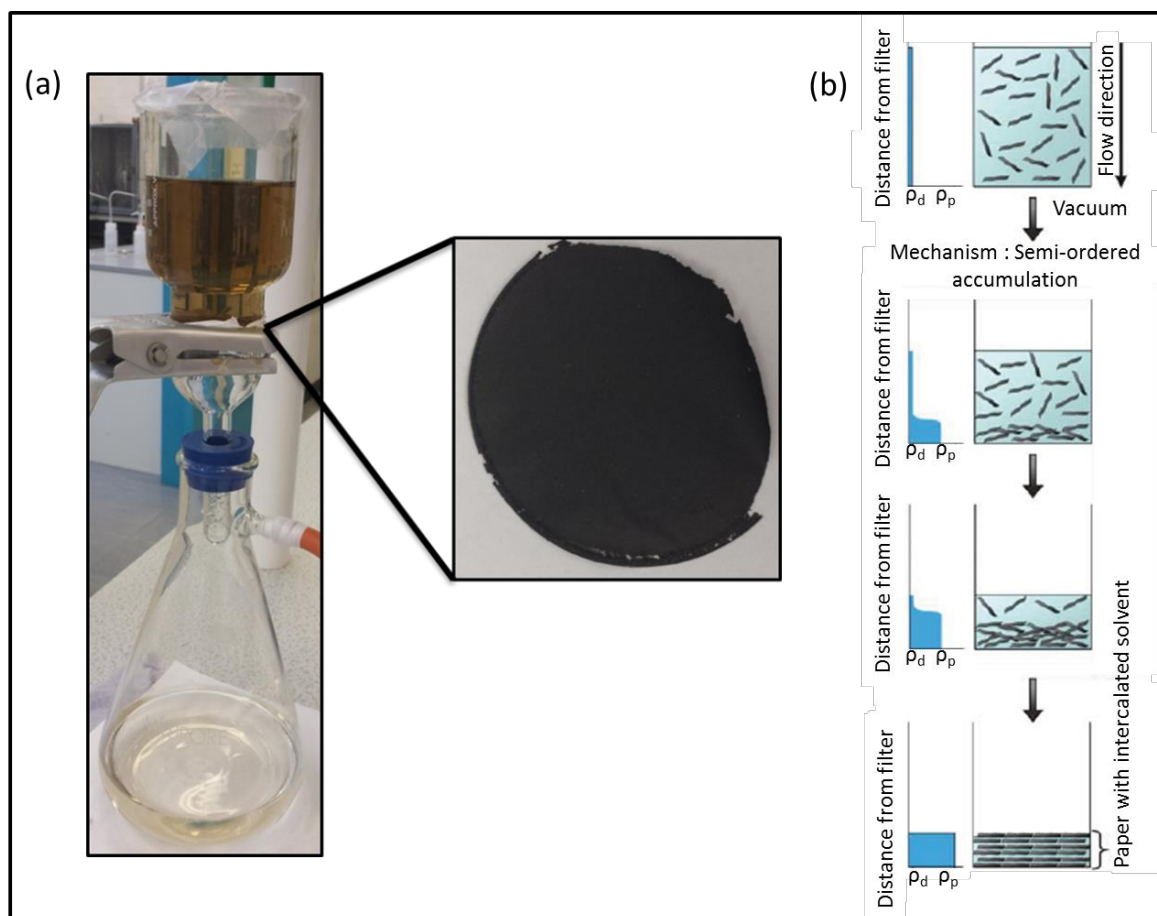 (a)
(b)
Distance from filter
ρd ρp
Flow direction
Vacuum
Mechanism : Semi-ordered
accumulation
Distance from filter
ρd ρp
Distance from filter
ρd ρp
Distance from filter
ρd ρp
Paper with intercalated solvent